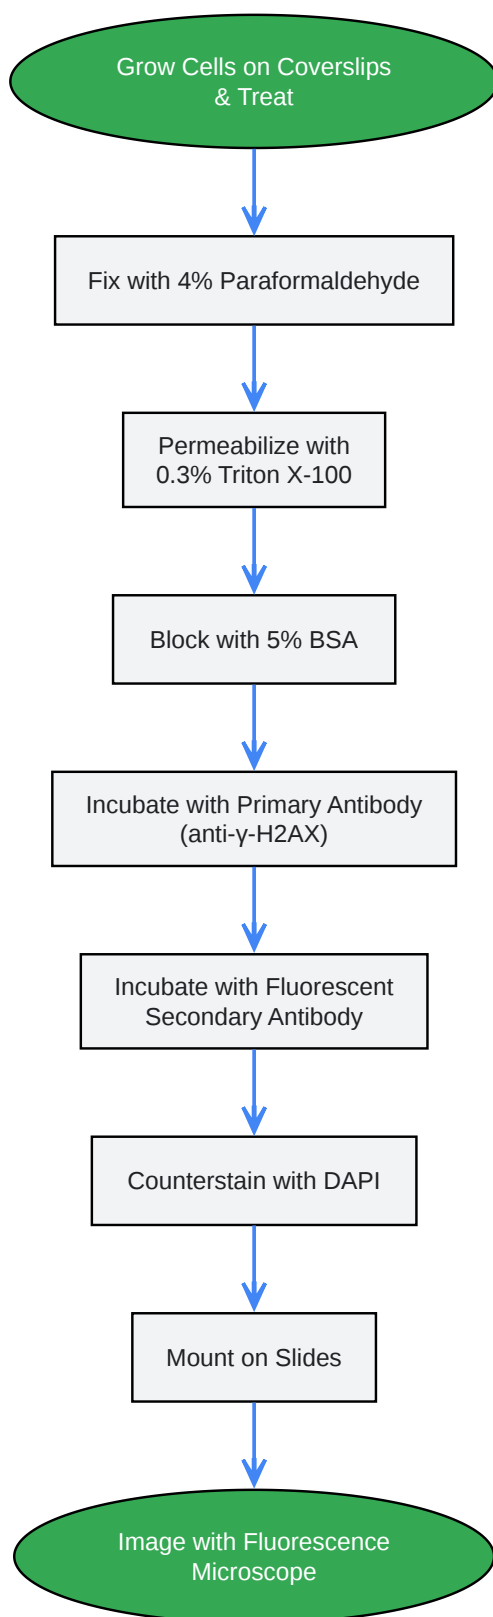 Grow Cells on Coverslips
& Treat
Fix with 4% Paraformaldehyde
Permeabilize with
0.3% Triton X-100
Block with 5% BSA
Incubate with Primary Antibody
(anti-γ-H2AX)
Incubate with Fluorescent
Secondary Antibody
Counterstain with DAPI
Mount on Slides
Image with Fluorescence
Microscope